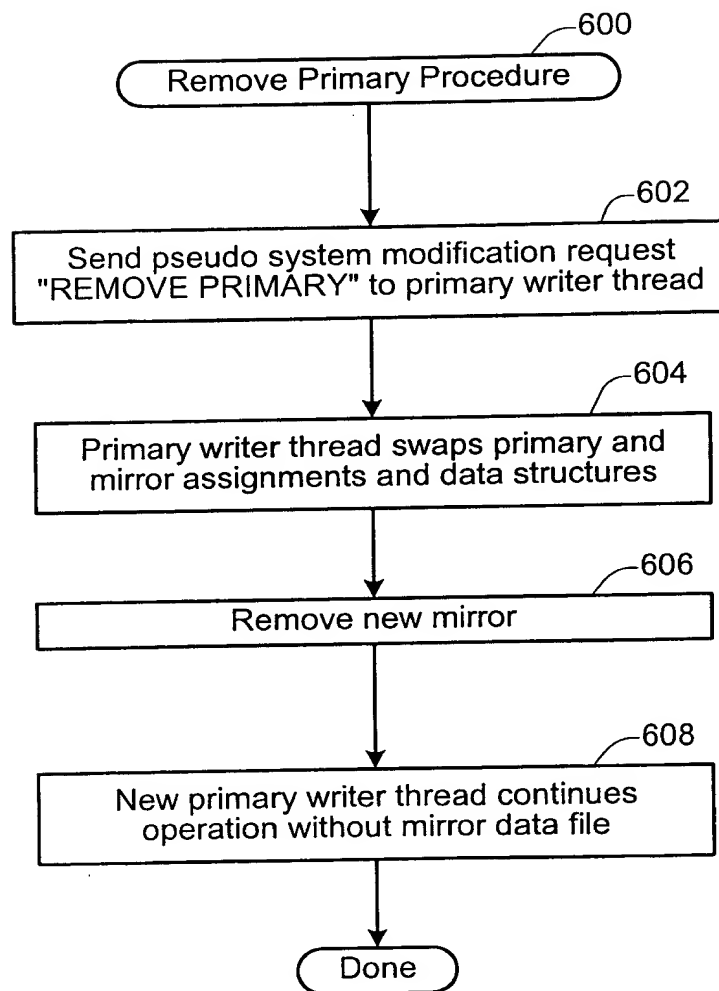 600
Remove Primary Procedure
602
Send pseudo system modification request
"REMOVE PRIMARY" to primary writer thread
604
Primary writer thread swaps primary and
mirror assignments and data structures
606
Remove new mirror
608
New primary writer thread continues
operation without mirror data file
Done